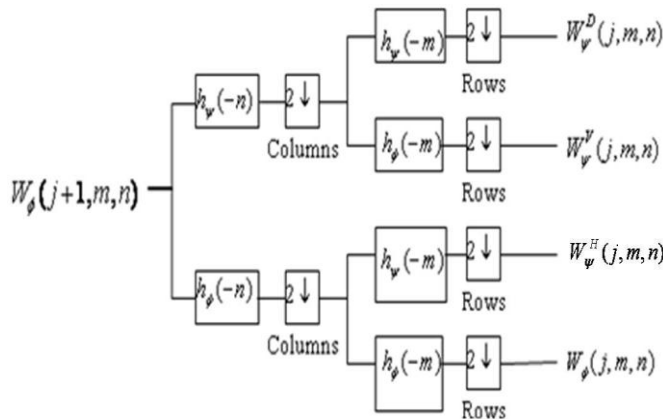 h_ψ(−m) 2↓ W_ψ^D(j,m,n)
Rows
h_ψ(−n) 2↓
Columns
h_ϕ(−m) 2↓ W_ψ^V(j,m,n)
Rows
W_ϕ(j+1,m,n)
h_ψ(−m) 2↓ W_ψ^H(j,m,n)
Rows
h_ϕ(−n) 2↓
Columns
h_ϕ(−m) 2↓ W_ϕ(j,m,n)
Rows